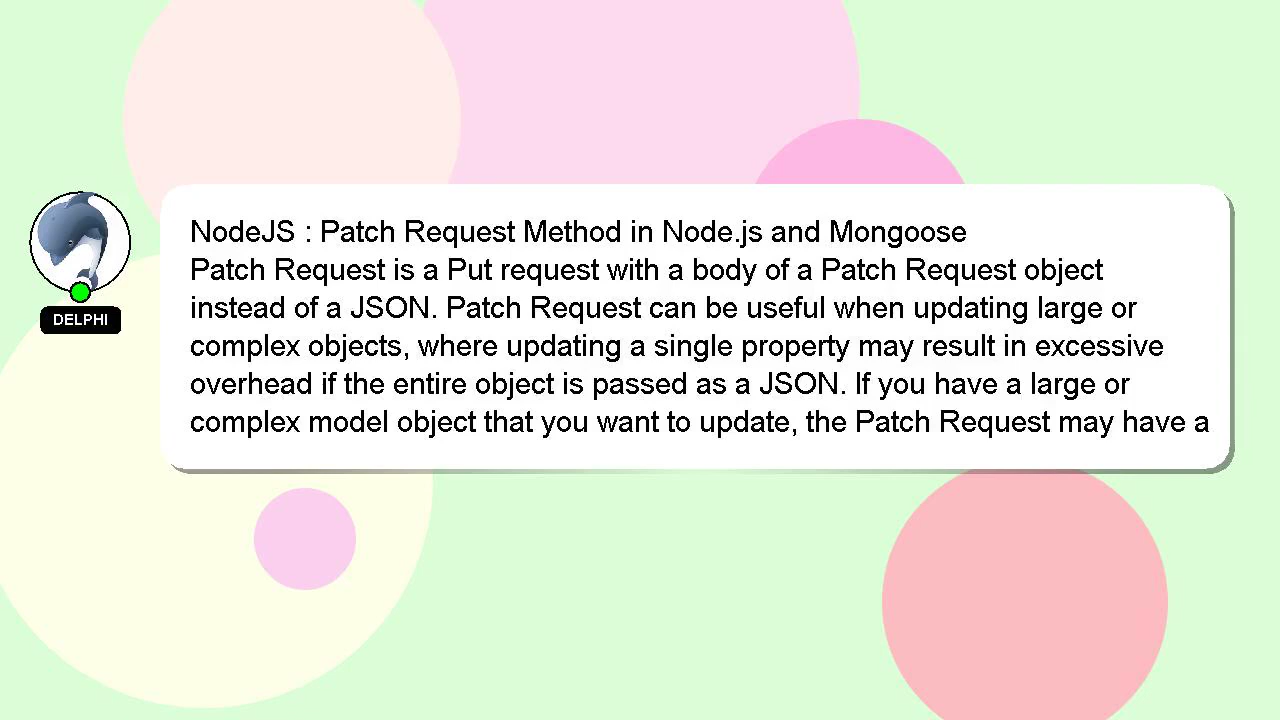 NodeJS : Patch Request Method in Node.js and Mongoose
Patch Request is a Put request with a body of a Patch Request object
instead of a JSON. Patch Request can be useful when updating large or
complex objects, where updating a single property may result in excessive
overhead if the entire object is passed as a JSON. If you have a large or
complex model object that you want to update, the Patch Request may have a
DELPHI